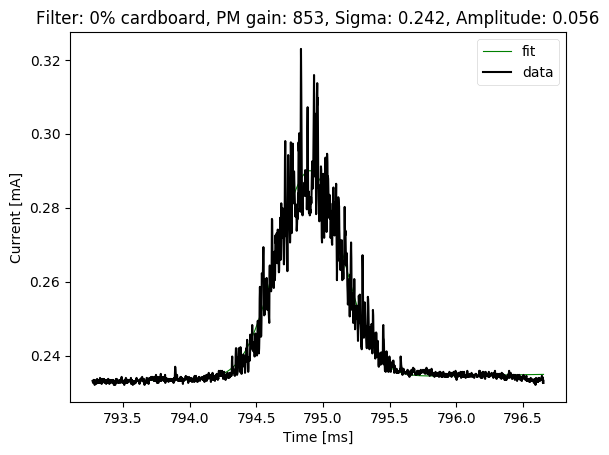 Filter: 0% cardboard, PM gain: 853, Sigma: 0.242, Amplitude: 0.056
fit
data
0.32
0.30
0.28
0.26
0.24
Current [mA]
793.5 794.0 794.5 795.0 795.5 796.0 796.5
Time [ms]